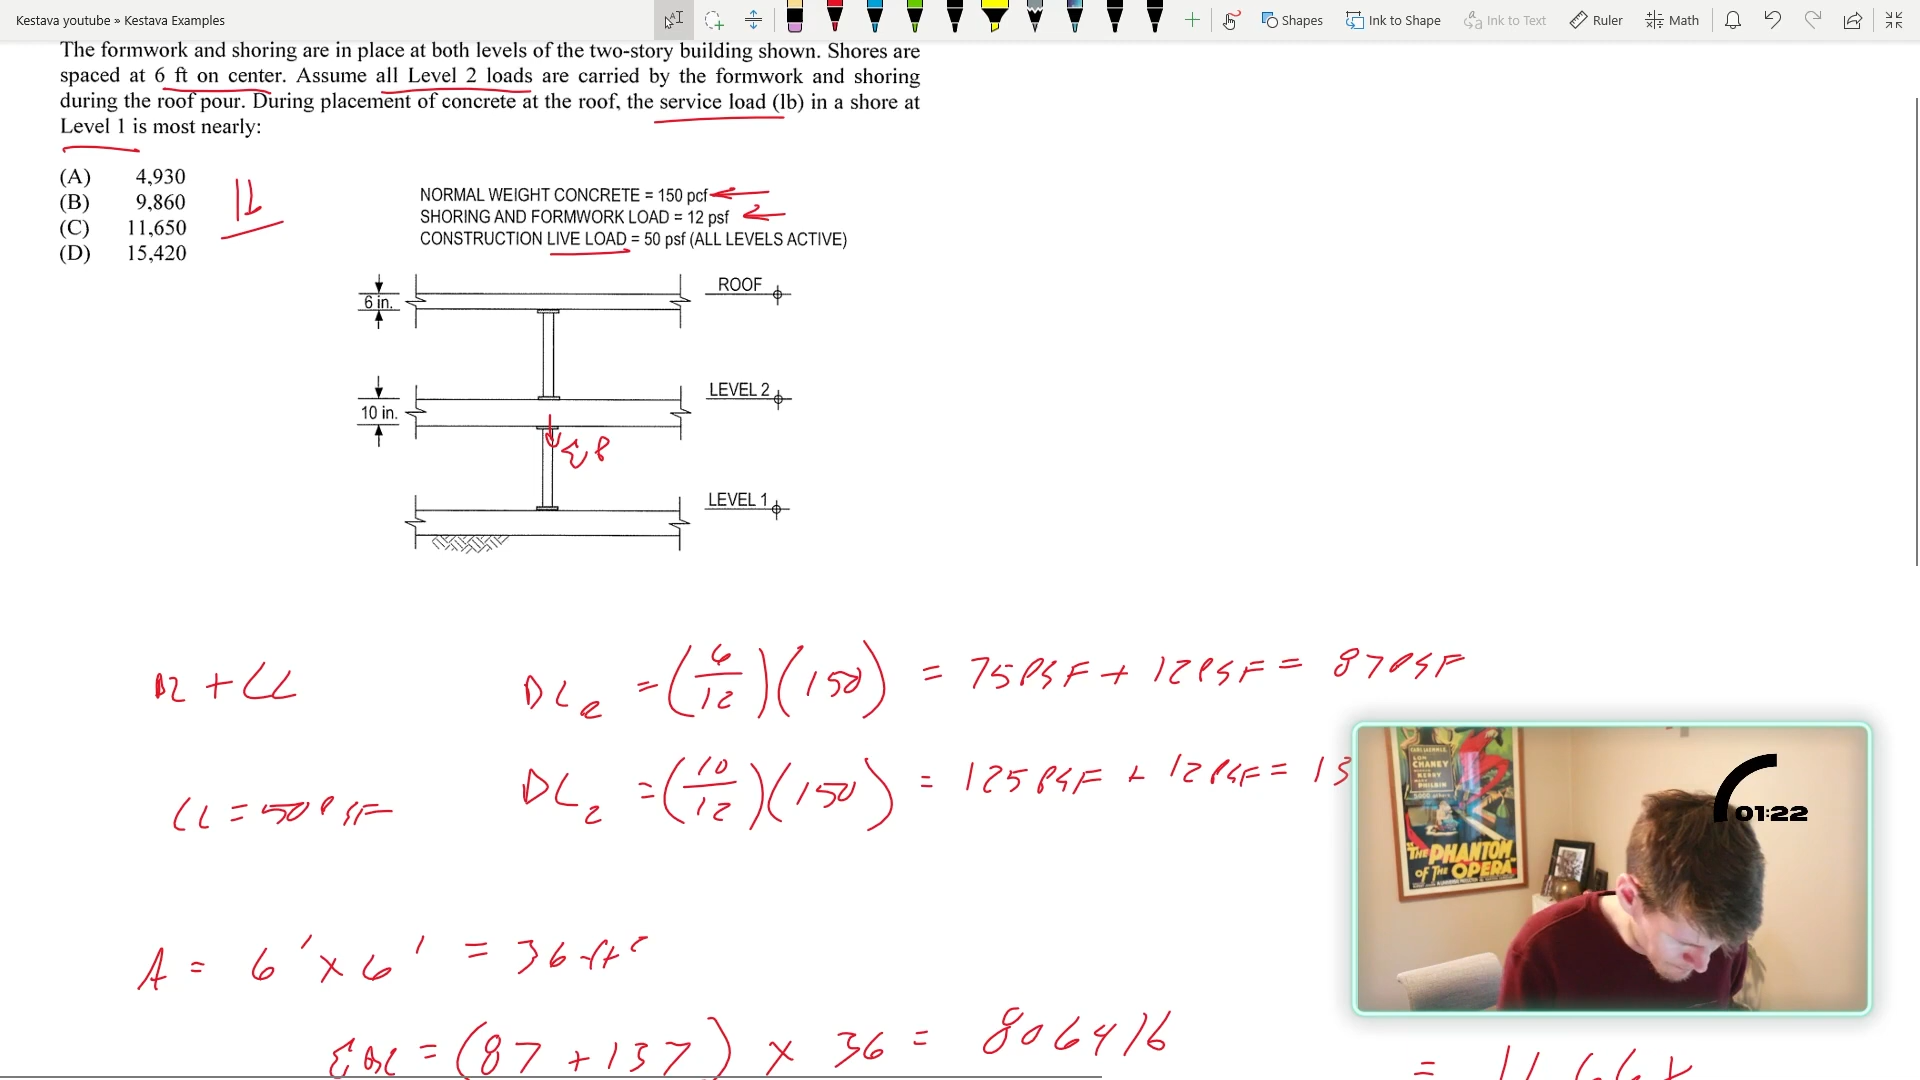 Kestava youtube » Kestava Examples
Shapes
Ink to Shape
Ink to Text
Ruler
Math
The formwork and shoring are in place at both levels of the two-story building shown. Shores are
spaced at 6 ft on center. Assume all Level 2 loads are carried by the formwork and shoring
during the roof pour. During placement of concrete at the roof, the service load (lb) in a shore at
Level 1 is most nearly:
(A) 4,930
(B) 9,860
(C) 11,650
(D) 15,420
NORMAL WEIGHT CONCRETE = 150 pcf
SHORING AND FORMWORK LOAD = 12 psf
CONSTRUCTION LIVE LOAD = 50 psf (ALL LEVELS ACTIVE)
ROOF
6 in.
LEVEL 2
10 in.
ΣP
LEVEL 1
DL + LL
DL = (6/12)(150) = 75PSF + 12PSF = 87PSF
LL = 50PSF
DL2 = (10/12)(150) = 125PSF + 12PSF = 13
A = 6' x 6' = 36 ft²
ΣDL = (87 + 137) x 36 = 8064 lb
THE PHANTOM
OF THE OPERA
01:22